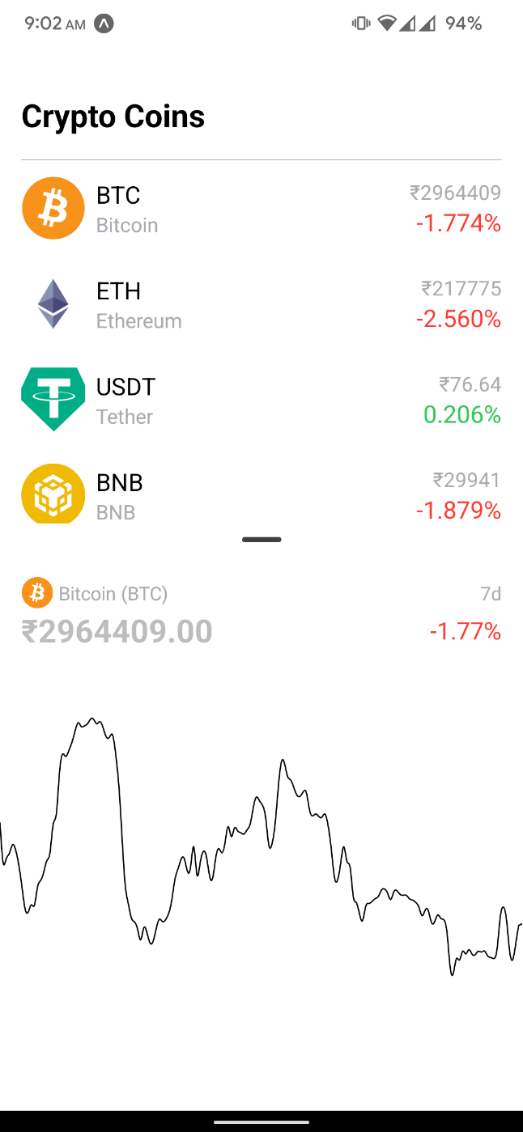 9:02 AM 94%
Crypto Coins
BTC ₹2964409
Bitcoin -1.774%
ETH ₹217775
Ethereum -2.560%
USDT ₹76.64
Tether 0.206%
BNB ₹29941
BNB -1.879%
Bitcoin (BTC) 7d
₹2964409.00 -1.77%